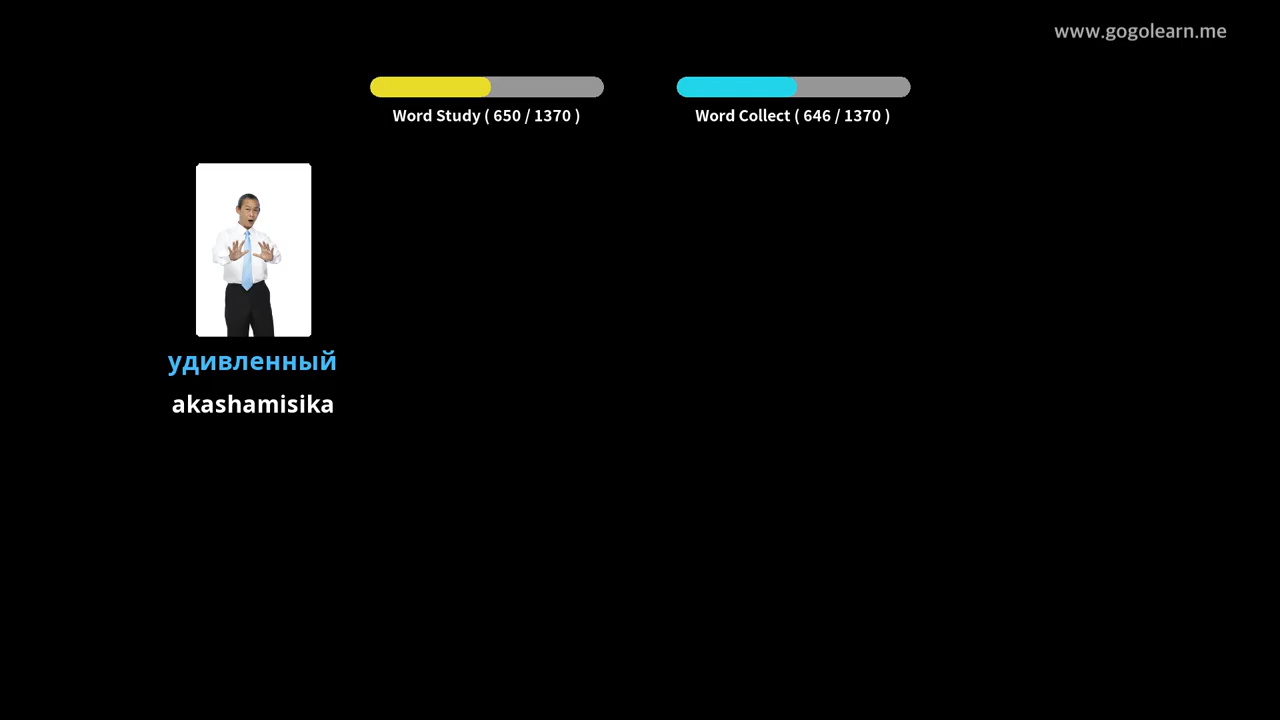 www.gogolearn.me
Word Study ( 650 / 1370 )
Word Collect ( 646 / 1370 )
удивленный
akashamisika